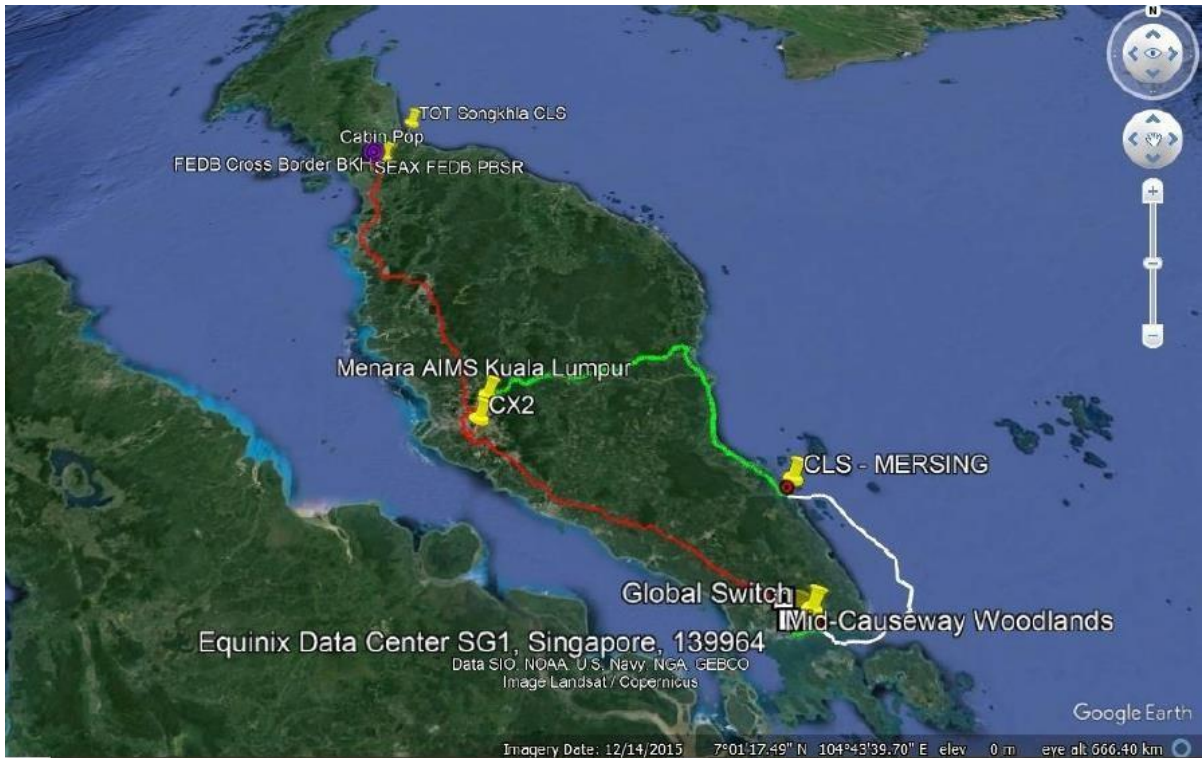 N
TOT Songkhla CLS
Cabin Pop
FEDB Cross Border BKH
SEAX FEDB PBSR
Menara AIMS Kuala Lumpur
CX2
CLS - MERSING
Global Switch
Mid-Causeway Woodlands
Equinix Data Center SG1, Singapore, 139964
Data SIO, NOAA, U.S. Navy, NGA, GEBCO
Image Landsat / Copernicus
Google Earth
Imagery Date: 12/14/2015 7°01'17.49" N 104°43'39.70" E elev 0 m eye alt 666.40 km